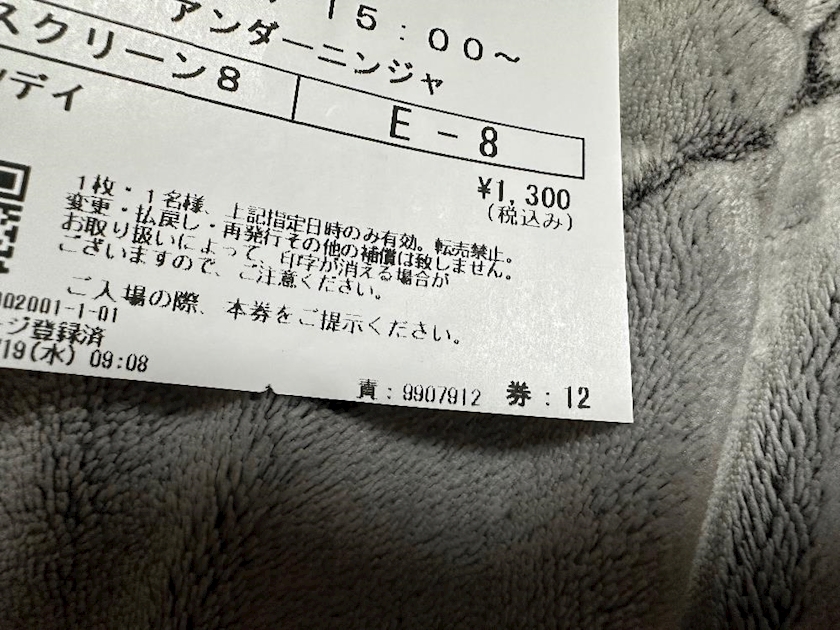 15:00～
アンダーニンジャ
スクリーン8
E－8
デイ
¥1,300
(税込み)
1枚・1名様、上記指定日時のみ有効。転売禁止。
変更・払戻し・再発行その他の補償は致しません。
お取り扱いによって、印字が消える場合が
ございますので、ご注意ください。
ご入場の際、本券をご提示ください。
02001-1-01
ージ登録済
/19(水) 09:08
責:9907912 券:12